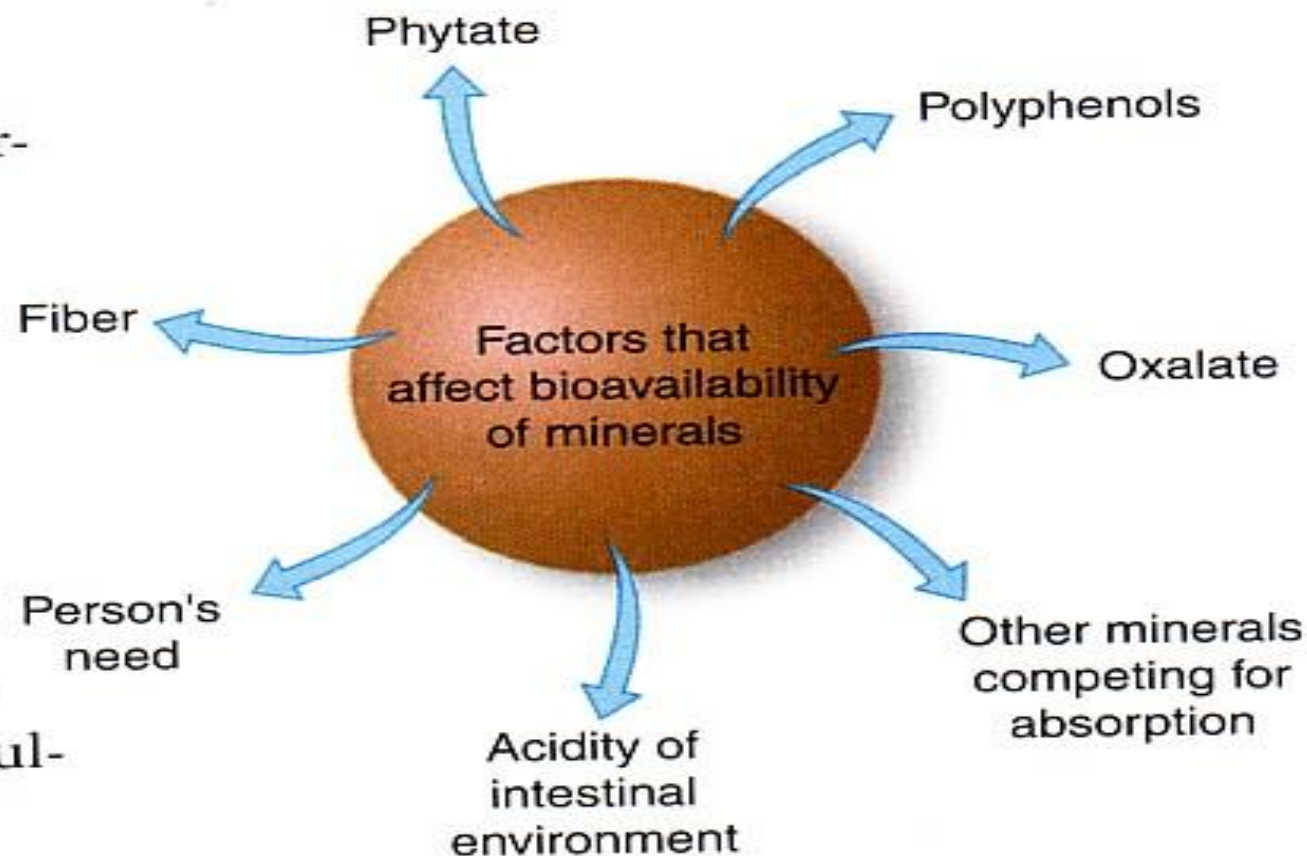 Phytate
Polyphenols
r-
Fiber
Factors that
affect bioavailability
of minerals
Oxalate
Person's
need
Other minerals
competing for
absorption
ul-
Acidity of
intestinal
environment